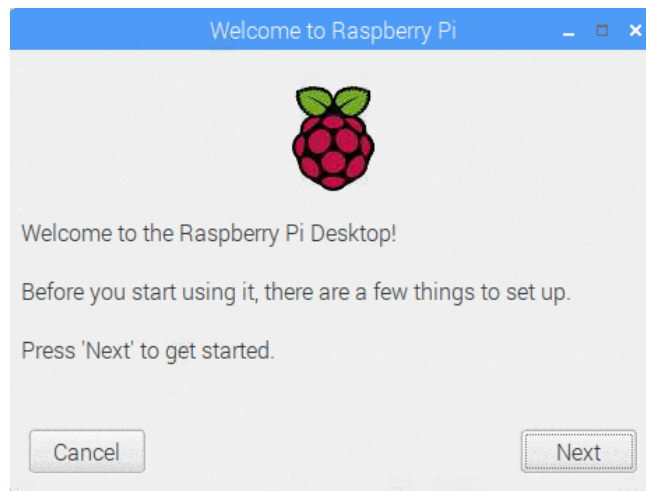 Welcome to Raspberry Pi
Welcome to the Raspberry Pi Desktop!
Before you start using it, there are a few things to set up.
Press 'Next' to get started.
Cancel
Next